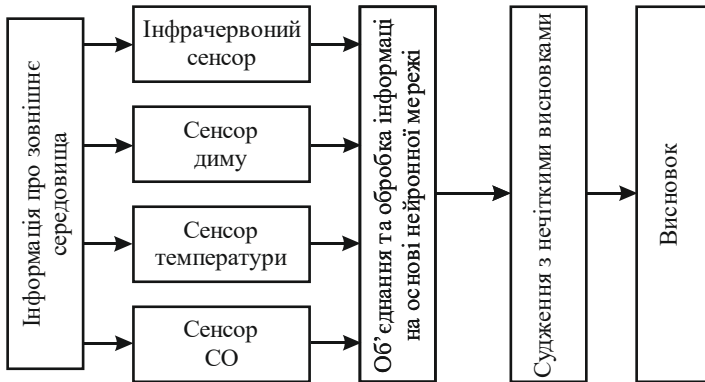 Інформація про зовнішнє
середовища
Інфрачервоний
сенсор
Сенсор
диму
Сенсор
температури
Сенсор
CO
Об’єднання та обробка інформаці
на основі нейронної мережі
Судження з нечіткими висновками
Висновок